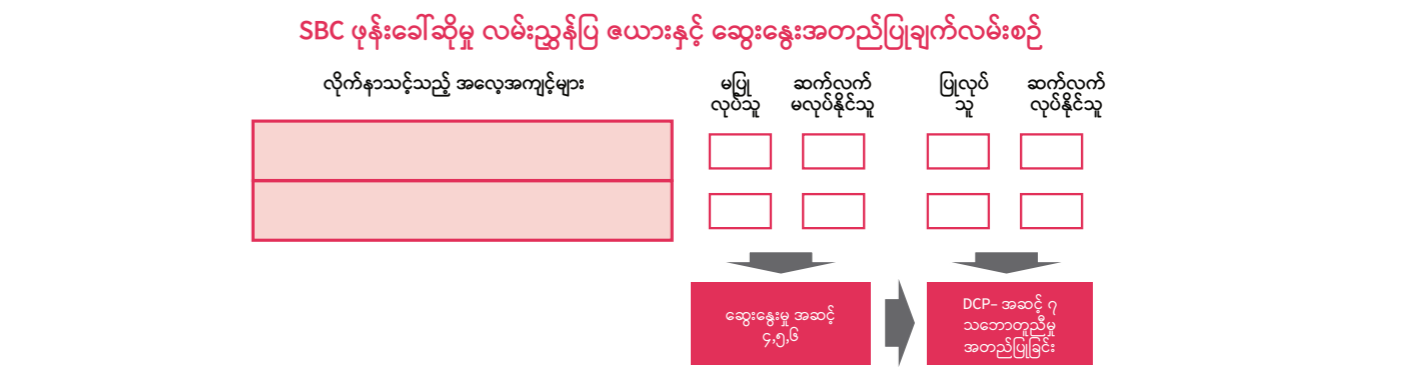 SBC ဖုန်းခေါ်ဆိုမှု လမ်းညွှန်ပြ ဇယားနှင့် ဆွေးနွေးအတည်ပြုချက်လမ်းစဉ်
လိုက်နာသင့်သည့် အလေ့အကျင့်များ
မပြု
လုပ်သူ
ဆက်လက်
မလုပ်နိုင်သူ
ပြုလုပ်
သူ
ဆက်လက်
လုပ်နိုင်သူ
ဆွေးနွေးမှု အဆင့်
၄,၅,၆
DCP– အဆင့် ၇
သဘောတူညီမှု
အတည်ပြုခြင်း